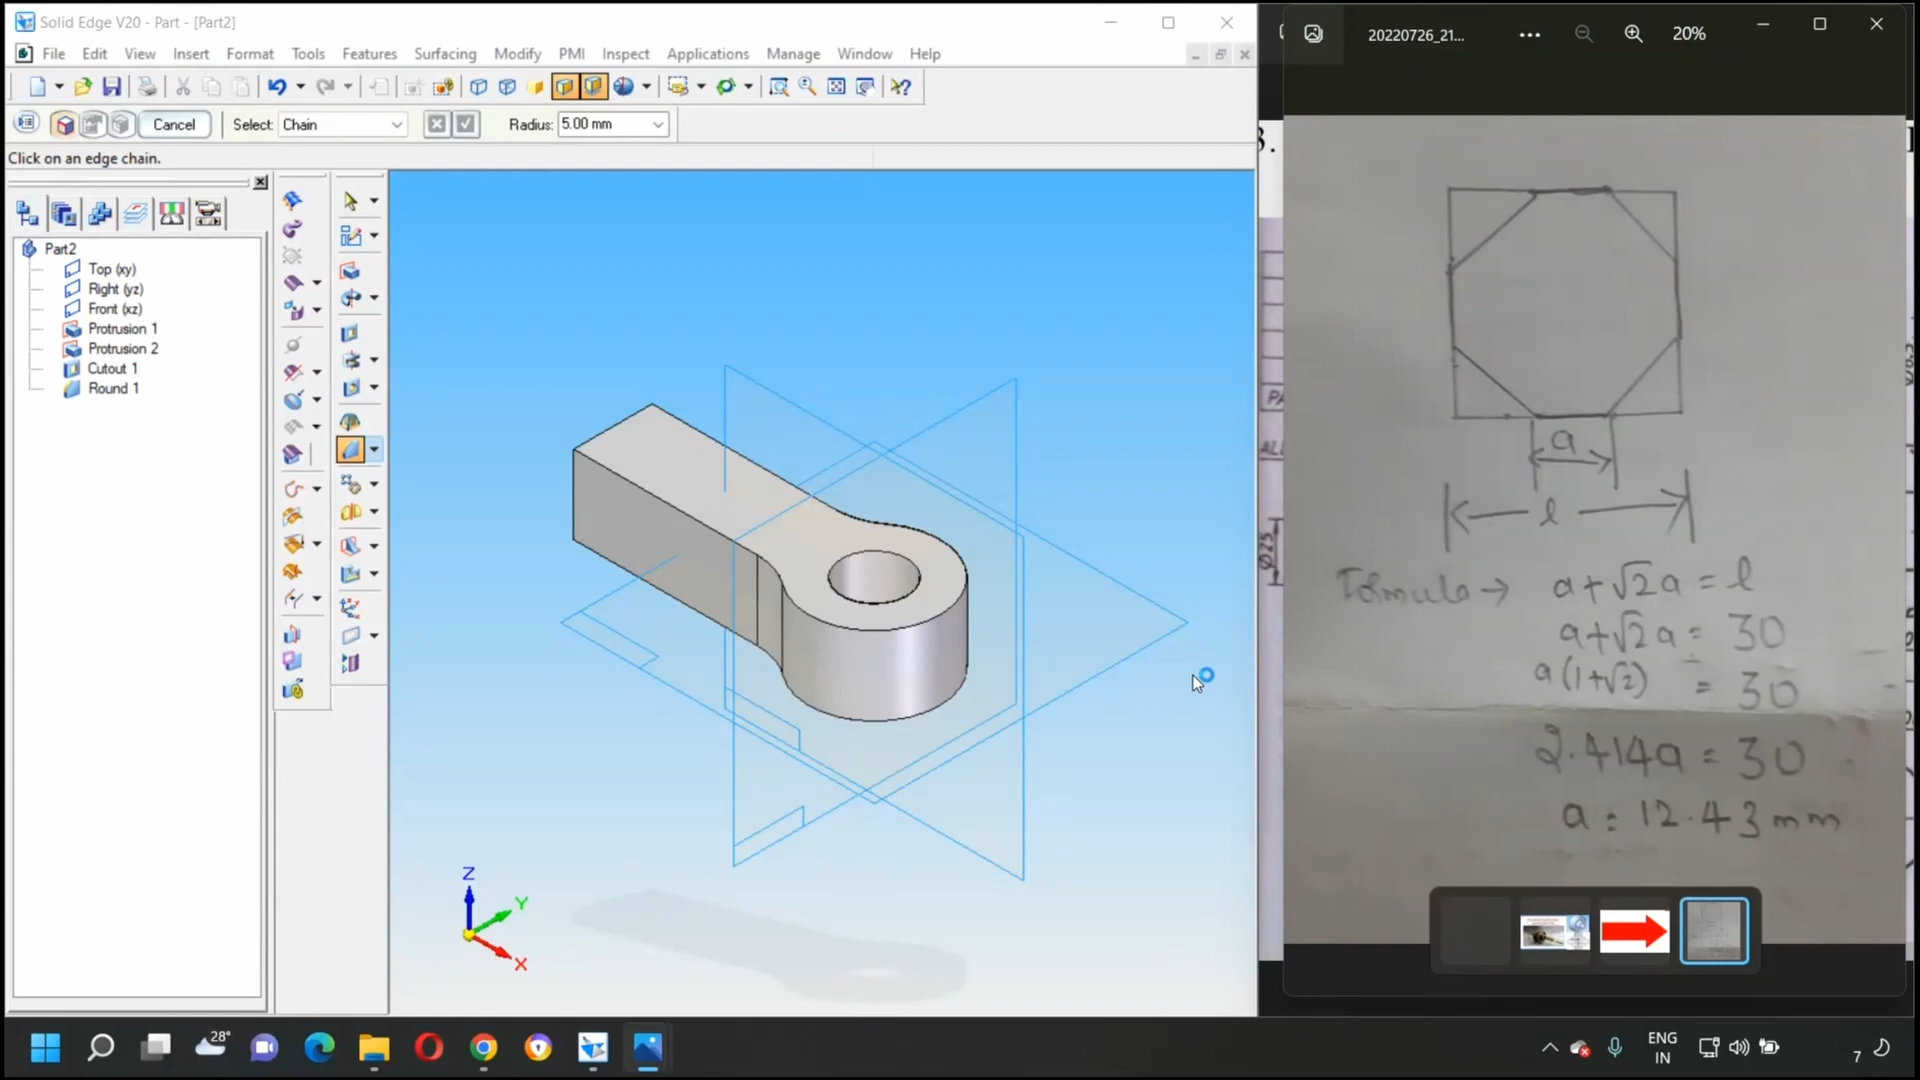 Solid Edge V20 - Part - [Part2]
File Edit View Insert Format Tools Features Surfacing Modify PMI Inspect Applications Manage Window Help
Cancel Select: Chain Radius: 5.00 mm
Click on an edge chain.
Part2
Top (xy)
Right (yz)
Front (xz)
Protrusion 1
Protrusion 2
Cutout 1
Round 1
Z
Y
X
20220726_21... ... 20%
a
l
Formula → a+√2a = l
a+√2a = 30
a(1+√2) = 30
2.414a = 30
a = 12.43mm
Ø25
28°
ENG
IN
7